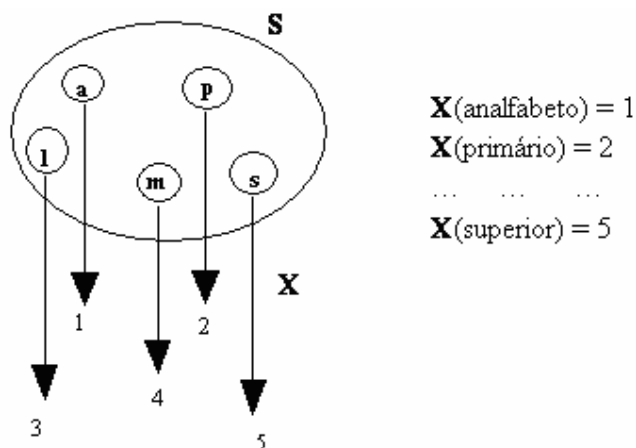 S
a
p
l
m
s
X
1
2
3
4
5
X(analfabeto) = 1
X(primário) = 2
... ... ...
X(superior) = 5